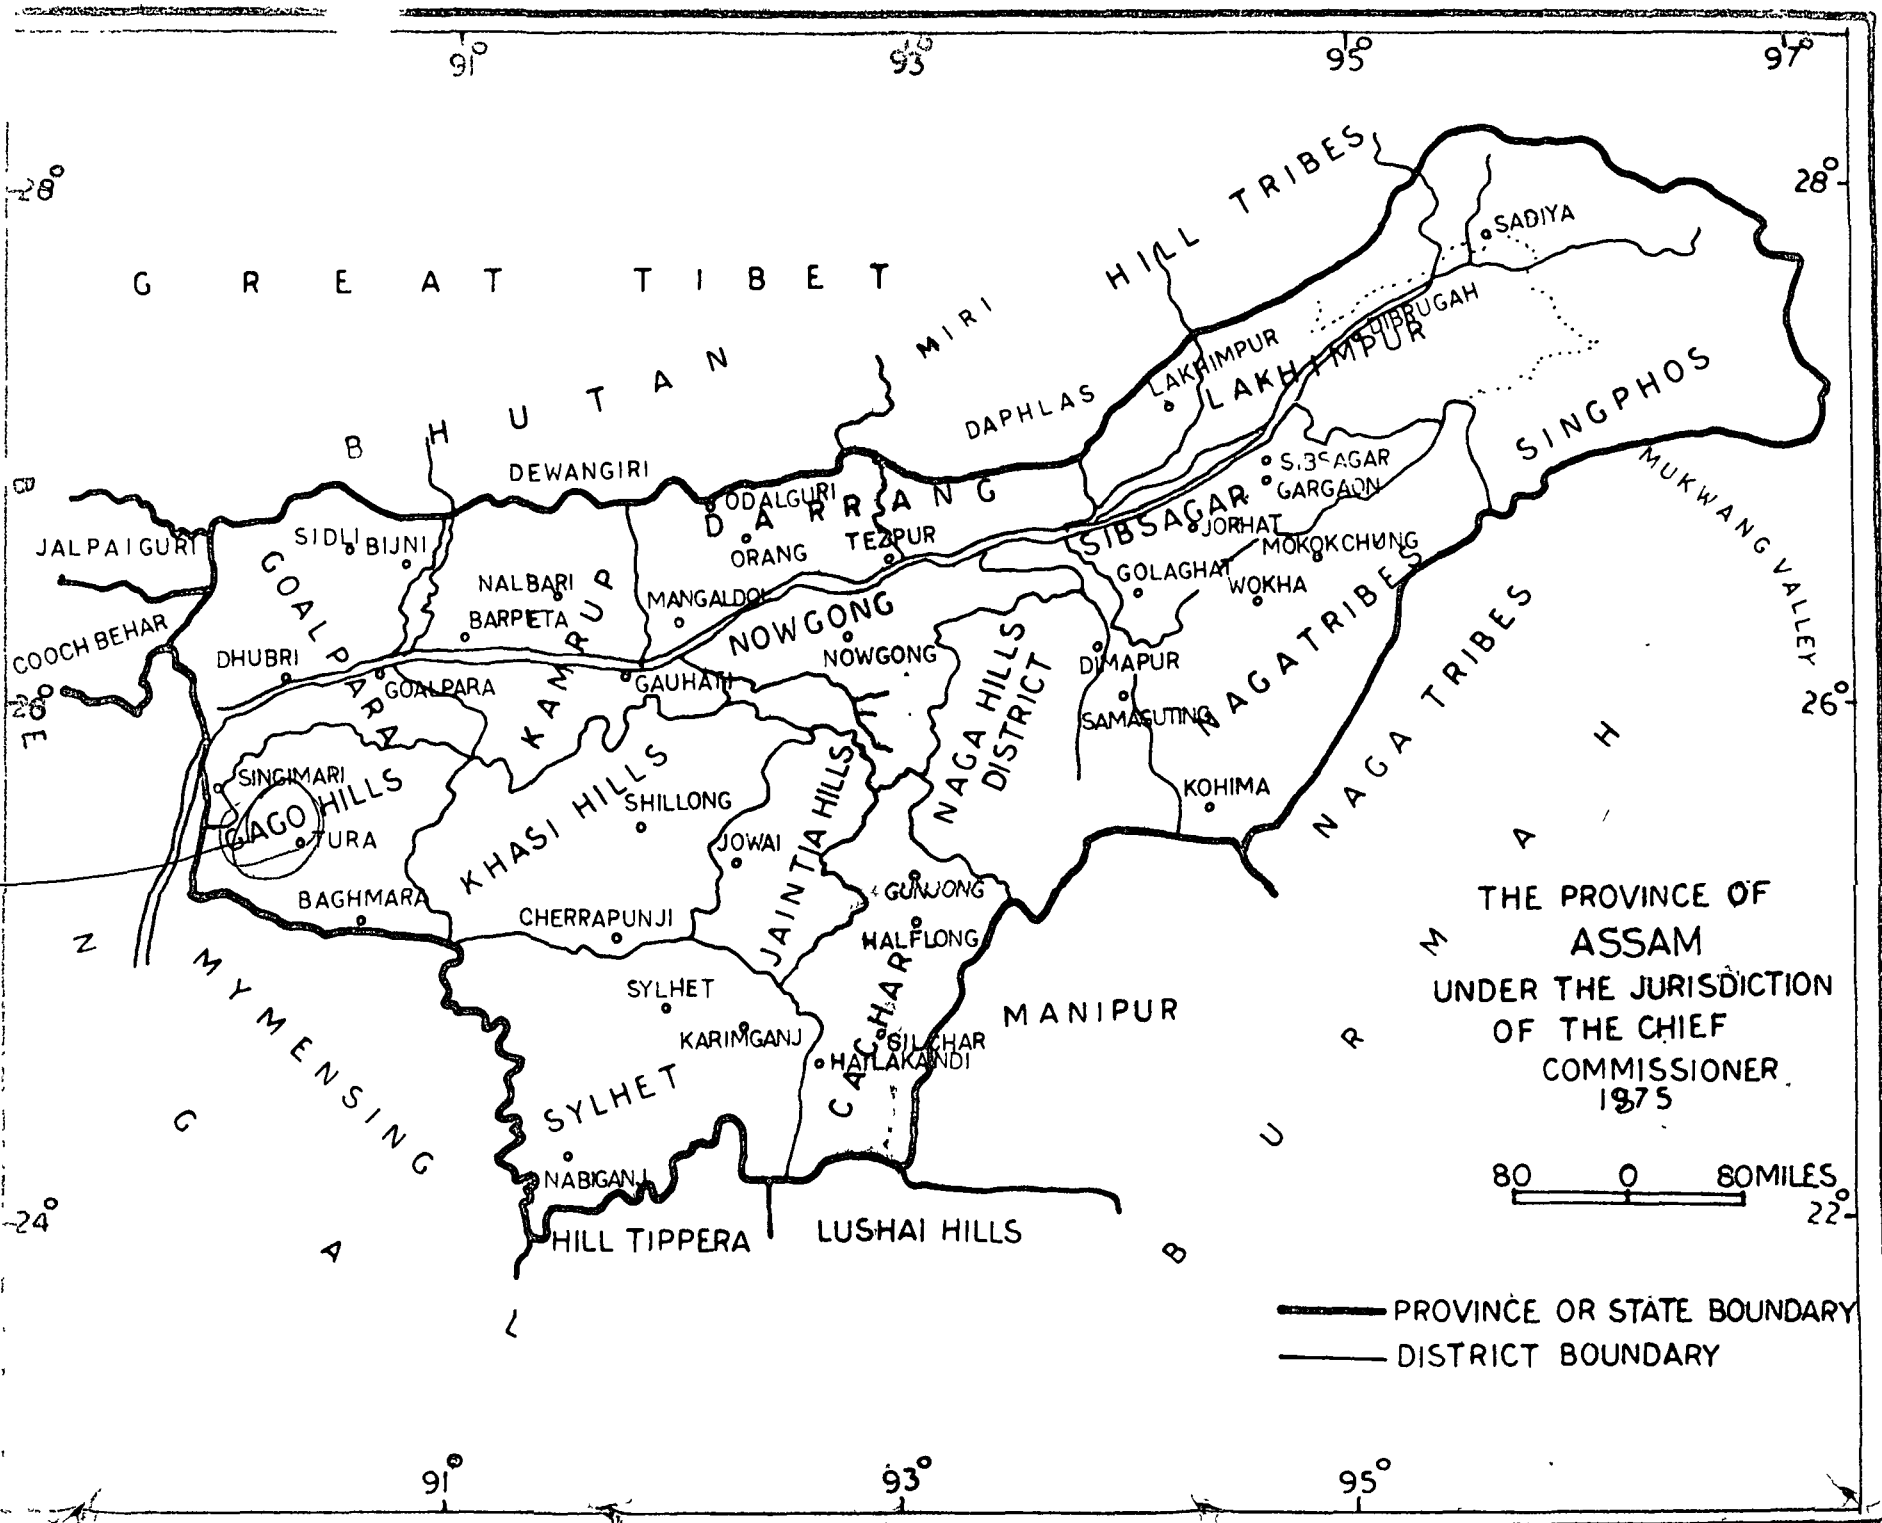 91°
93°
95°
97°
28°
28°
HILL TRIBES
SADIYA
GREAT TIBET
MIRI
DIBRUGAH
BHUTAN
LAKHIMPUR
LAKHIMPUR
DAPHLAS
SINGPHOS
DEWANGIRI
ODALGURI
DARRANG
SIBSAGAR
GARGAON
MUKWANG VALLEY
JALPAIGURI
SIDLI
BIJNI
ORANG
TEZPUR
SIBSAGAR
JORHAT
MOKOKCHUNG
GOALPARA
NALBARI
BARPETA
KAMRUP
MANGALDOI
NOWGONG
GOLAGHAT
WOKHA
NAGA TRIBES
NAGA TRIBES
COOCH BEHAR
DHUBRI
GOALPARA
GAUHATI
NOWGONG
NAGA HILLS
DISTRICT
DIMAPUR
SAMAGUTING
26°
26°
SINGIMARI
GAGO HILLS
TURA
KHASI HILLS
SHILLONG
JOWAI
JAINTIA HILLS
KOHIMA
BAGHMARA
CHERRAPUNJI
GUNJONG
HALFLONG
BURMAH
THE PROVINCE OF
ASSAM
UNDER THE JURISDICTION
OF THE CHIEF
COMMISSIONER
1875
E N G A L
MYMENSING
SYLHET
KARIMGANJ
CACHAR
SILCHAR
HAILAKANDI
MANIPUR
SYLHET
NABIGANJ
80 0 80 MILES
24°
22°
HILL TIPPERA
LUSHAI HILLS
PROVINCE OR STATE BOUNDARY
DISTRICT BOUNDARY
91°
93°
95°